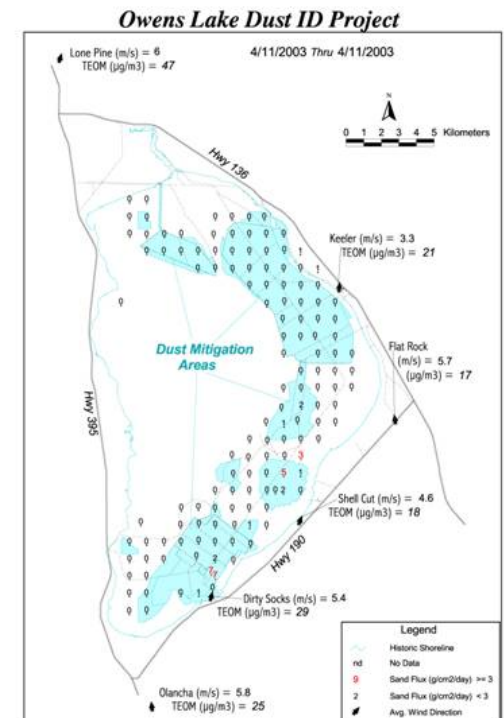 Owens Lake Dust ID Project
4/11/2003 Thru 4/11/2003
Lone Pine (m/s) = 6
TEOM (µg/m3) = 47
N
0 1 2 3 4 5 Kilometers
Hwy 136
Keeler (m/s) = 3.3
TEOM (µg/m3) = 21
Dust Mitigation
Areas
Flat Rock
(m/s) = 5.7
(µg/m3) = 17
Hwy 395
Shell Cut (m/s) = 4.6
TEOM (µg/m3) = 18
Hwy 190
Dirty Socks (m/s) = 5.4
TEOM (µg/m3) = 29
Olancha (m/s) = 5.8
TEOM (µg/m3) = 25
Legend
Historic Shoreline
nd No Data
9 Sand Flux (g/cm2/day) >= 3
2 Sand Flux (g/cm2/day) < 3
Avg. Wind Direction